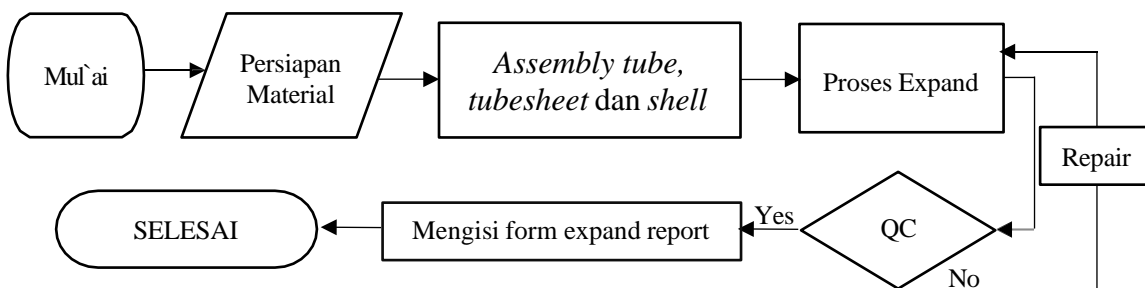 Mul`ai
Persiapan
Material
Assembly tube,
tubesheet dan shell
Proses Expand
Repair
SELESAI
Mengisi form expand report
Yes
QC
No